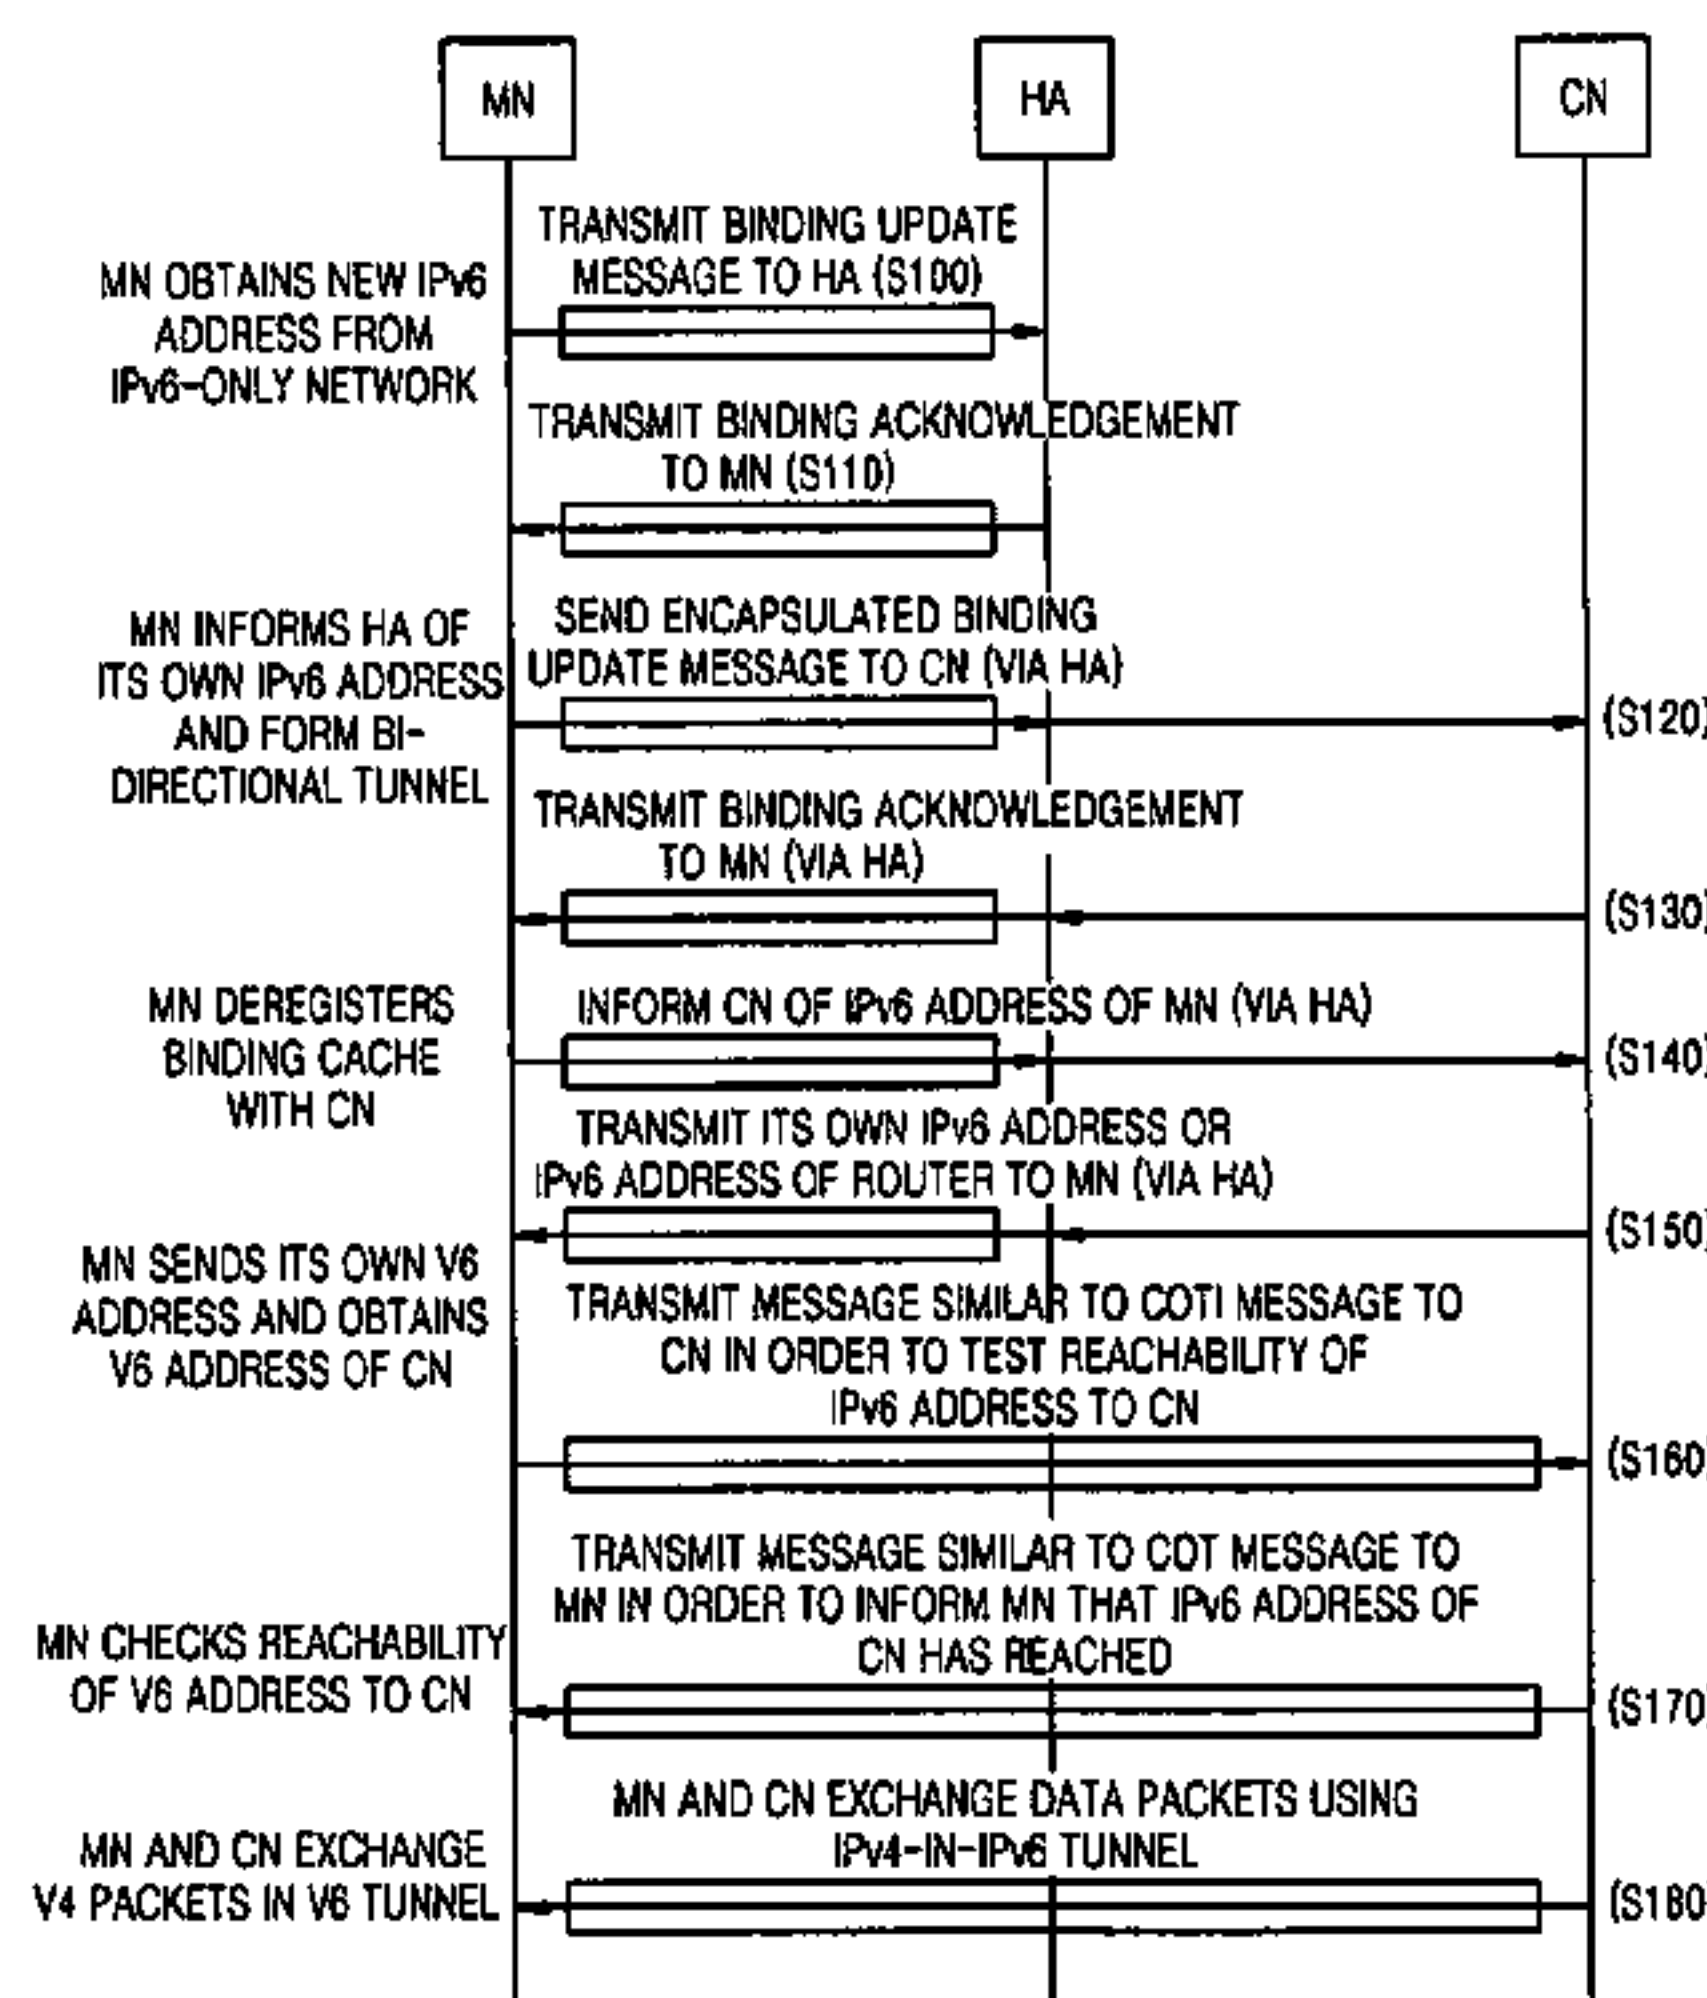 MN
HA
CN
TRANSMIT BINDING UPDATE
MESSAGE TO HA (S100)
MN OBTAINS NEW IPv6
ADDRESS FROM
IPv6-ONLY NETWORK
TRANSMIT BINDING ACKNOWLEDGEMENT
TO MN (S110)
MN INFORMS HA OF
ITS OWN IPv6 ADDRESS
AND FORM BI-
DIRECTIONAL TUNNEL
SEND ENCAPSULATED BINDING
UPDATE MESSAGE TO CN (VIA HA)
(S120)
TRANSMIT BINDING ACKNOWLEDGEMENT
TO MN (VIA HA)
(S130)
MN DEREGISTERS
BINDING CACHE
WITH CN
INFORM CN OF IPv6 ADDRESS OF MN (VIA HA)
(S140)
TRANSMIT ITS OWN IPv6 ADDRESS OR
IPv6 ADDRESS OF ROUTER TO MN (VIA HA)
(S150)
MN SENDS ITS OWN V6
ADDRESS AND OBTAINS
V6 ADDRESS OF CN
TRANSMIT MESSAGE SIMILAR TO COTI MESSAGE TO
CN IN ORDER TO TEST REACHABILITY OF
IPv6 ADDRESS TO CN
(S160)
TRANSMIT MESSAGE SIMILAR TO COT MESSAGE TO
MN IN ORDER TO INFORM MN THAT IPv6 ADDRESS OF
CN HAS REACHED
MN CHECKS REACHABILITY
OF V6 ADDRESS TO CN
(S170)
MN AND CN EXCHANGE DATA PACKETS USING
IPv4-IN-IPv6 TUNNEL
MN AND CN EXCHANGE
V4 PACKETS IN V6 TUNNEL
(S180